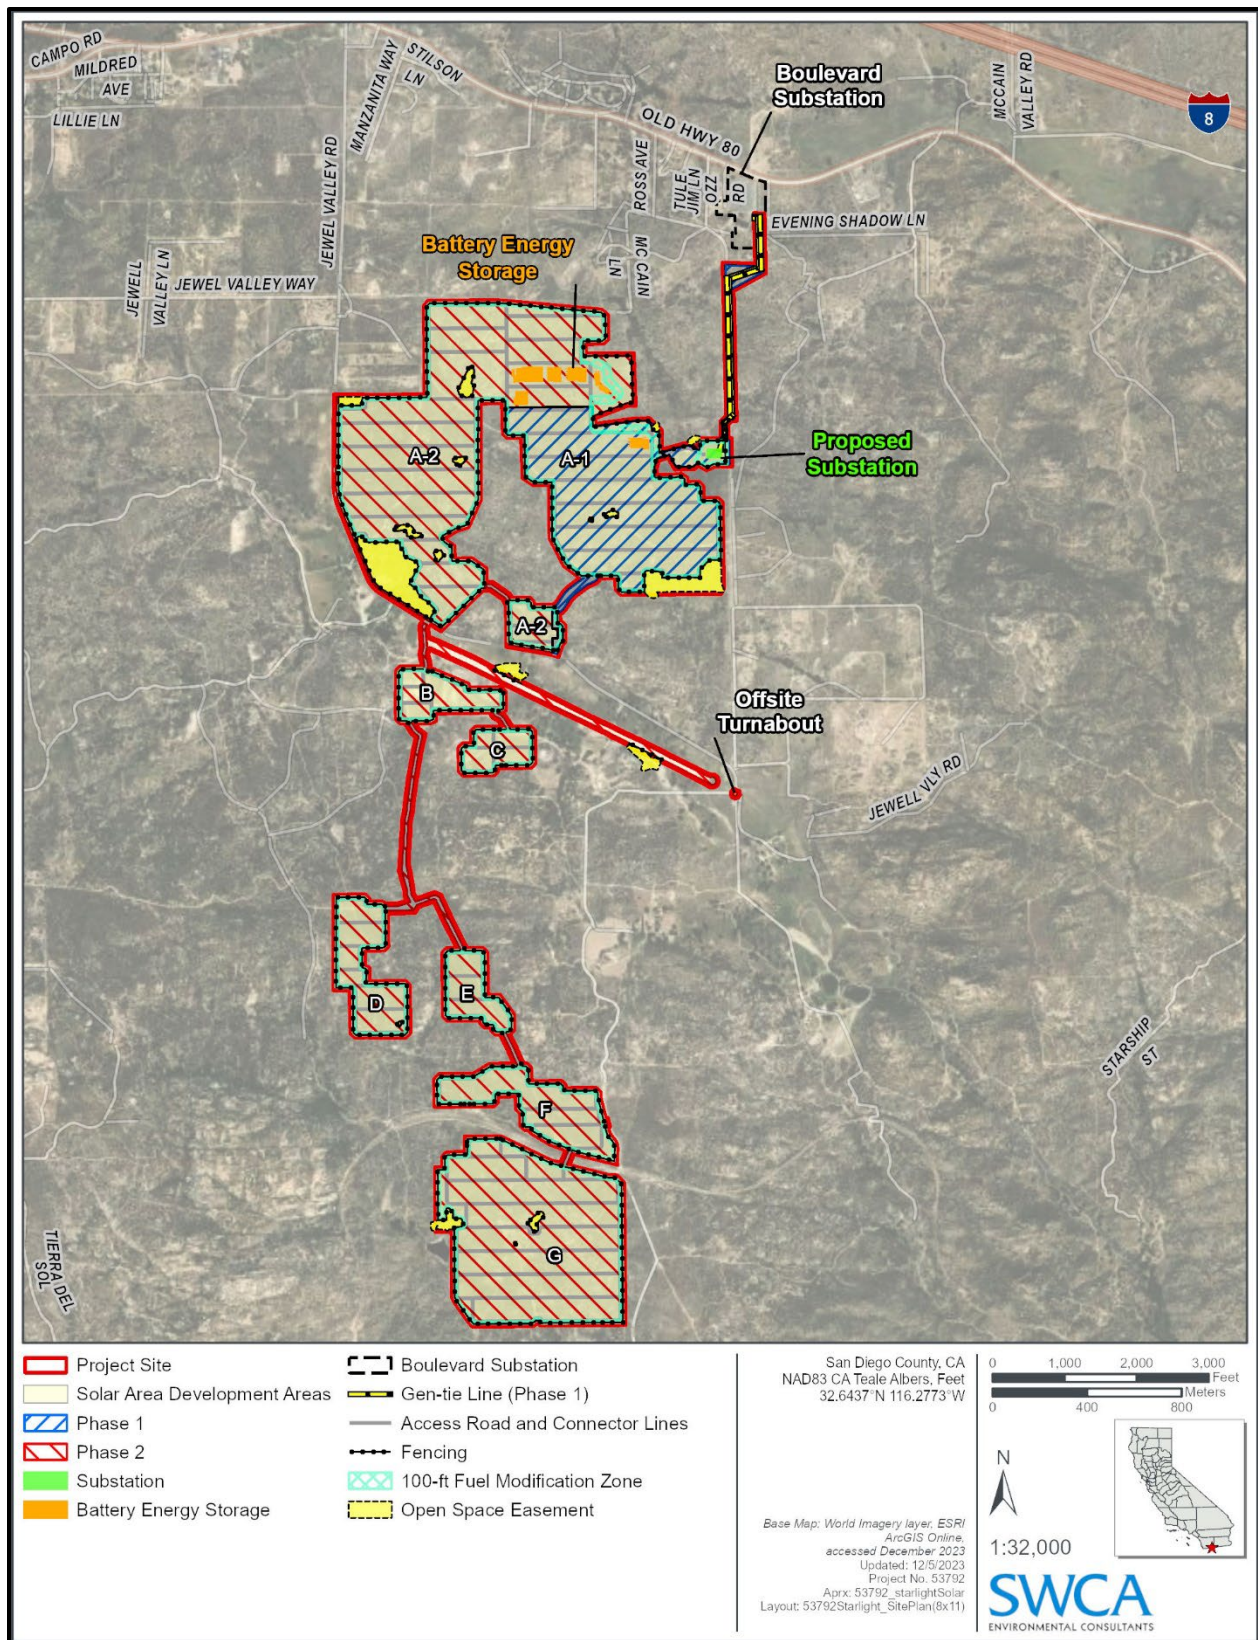 CAMPO RD
MILDRED
AVE
LILLIE LN
MANZANITA WAY
STILSON
LN
JEWEL VALLEY RD
OLD HWY 80
Boulevard
Substation
MCCAIN
VALLEY RD
8
ROSS AVE
TULE
JIM LN
OZZ
RD
EVENING SHADOW LN
MC CAIN
LN
JEWELL
VALLEY LN
JEWEL VALLEY WAY
Battery Energy
Storage
A-2
A-1
Proposed
Substation
A-2
B
C
Offsite
Turnabout
JEWELL VLY RD
D
E
F
G
STARSHIP
ST
TIERRA DEL
SOL
Project Site
Solar Area Development Areas
Phase 1
Phase 2
Substation
Battery Energy Storage
Boulevard Substation
Gen-tie Line (Phase 1)
Access Road and Connector Lines
Fencing
100-ft Fuel Modification Zone
Open Space Easement
San Diego County, CA
NAD83 CA Teale Albers, Feet
32.6437°N 116.2773°W
Base Map: World Imagery layer, ESRI
ArcGIS Online,
accessed December 2023
Updated: 12/5/2023
Project No. 53792
Aprx: 53792_starlightSolar
Layout: 53792Starlight_SitePlan(8x11)
0 1,000 2,000 3,000
Feet
Meters
0 400 800
N
1:32,000
SWCA
ENVIRONMENTAL CONSULTANTS